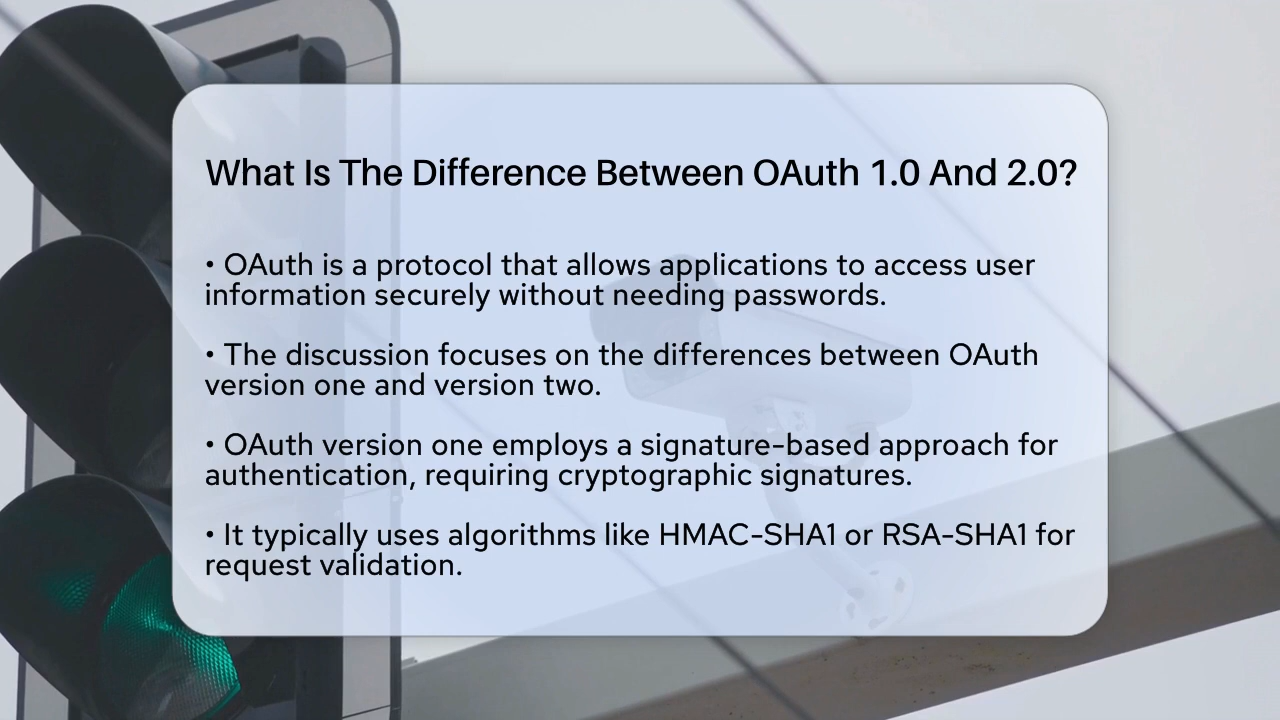 What Is The Difference Between OAuth 1.0 And 2.0?
• OAuth is a protocol that allows applications to access user
information securely without needing passwords.
• The discussion focuses on the differences between OAuth
version one and version two.
• OAuth version one employs a signature-based approach for
authentication, requiring cryptographic signatures.
• It typically uses algorithms like HMAC-SHA1 or RSA-SHA1 for
request validation.